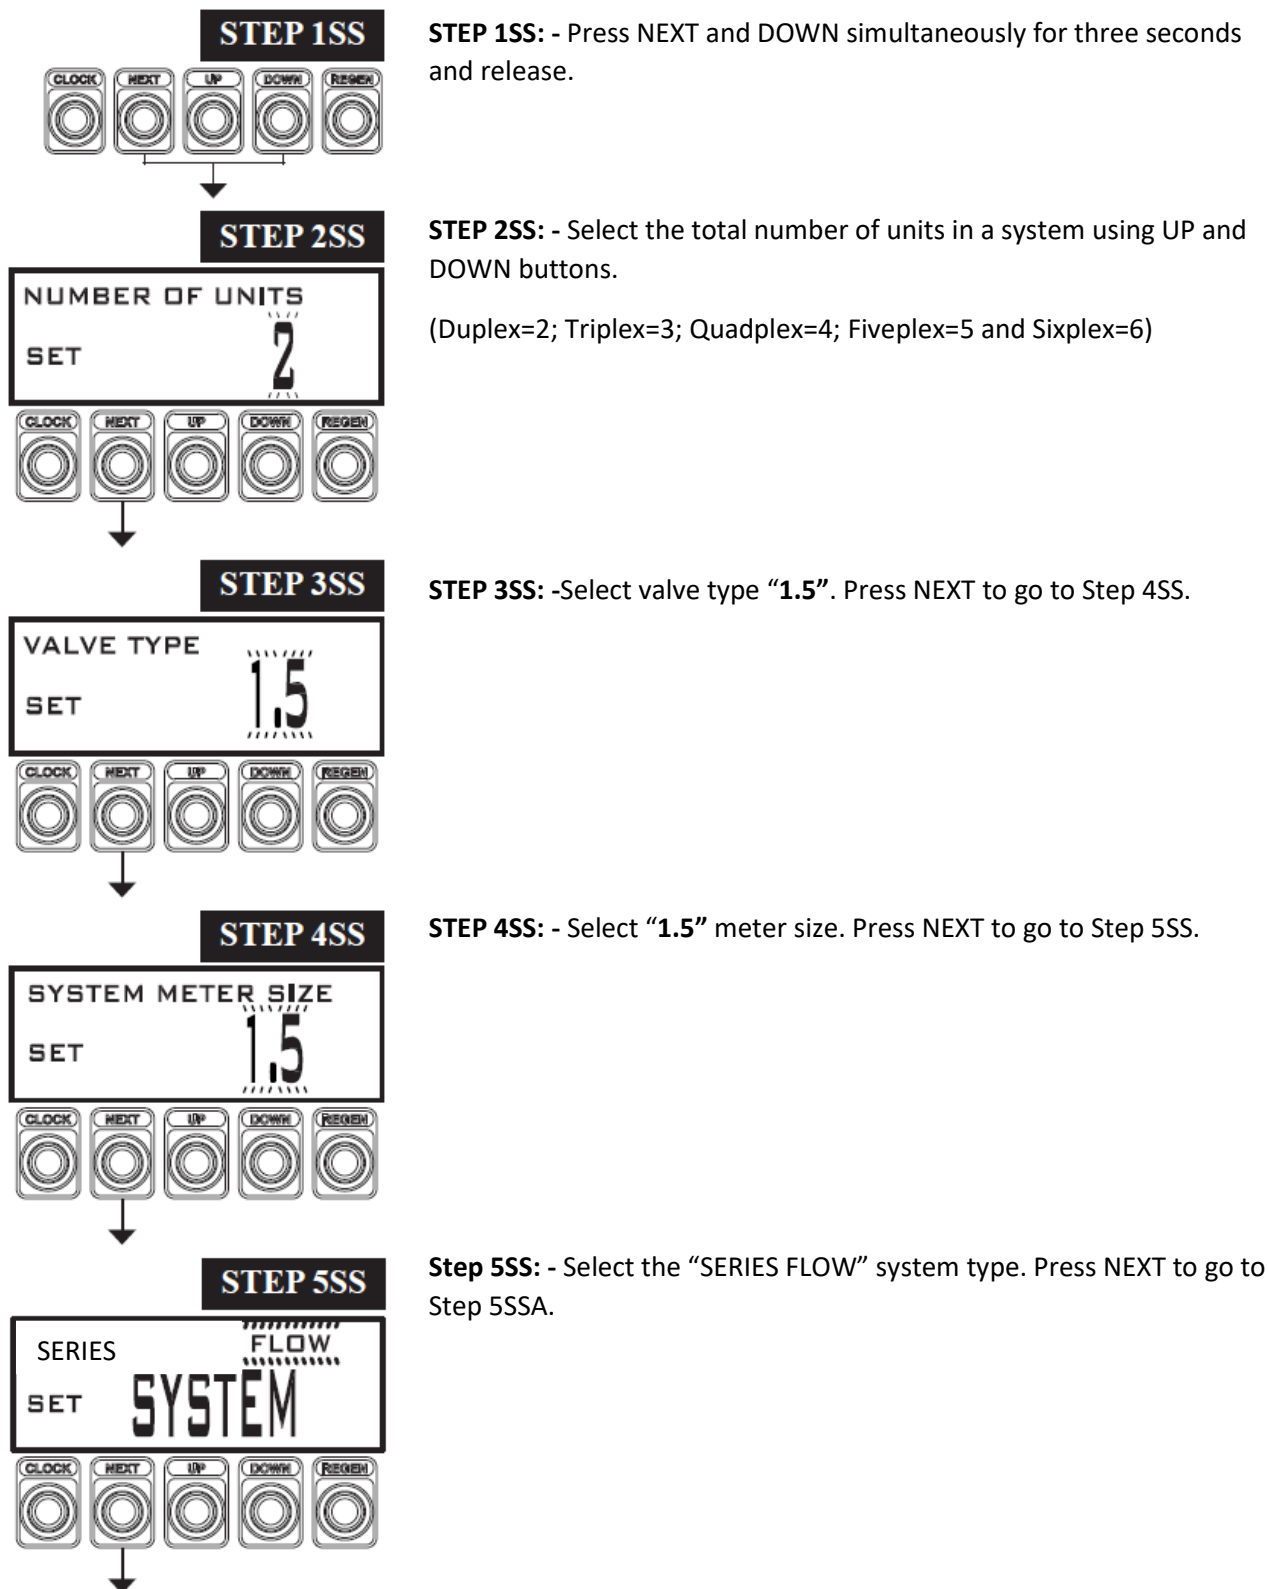 STEP 1SS
STEP 1SS: - Press NEXT and DOWN simultaneously for three seconds
and release.
CLOCK NEXT UP DOWN REGEN
STEP 2SS
STEP 2SS: - Select the total number of units in a system using UP and
DOWN buttons.
(Duplex=2; Triplex=3; Quadplex=4; Fiveplex=5 and Sixplex=6)
NUMBER OF UNITS
SET 2
CLOCK NEXT UP DOWN REGEN
STEP 3SS
STEP 3SS: -Select valve type “1.5”. Press NEXT to go to Step 4SS.
VALVE TYPE
SET 1.5
CLOCK NEXT UP DOWN REGEN
STEP 4SS
STEP 4SS: - Select “1.5” meter size. Press NEXT to go to Step 5SS.
SYSTEM METER SIZE
SET 1.5
CLOCK NEXT UP DOWN REGEN
STEP 5SS
Step 5SS: - Select the “SERIES FLOW” system type. Press NEXT to go to
Step 5SSA.
SERIES FLOW
SET SYSTEM
CLOCK NEXT UP DOWN REGEN